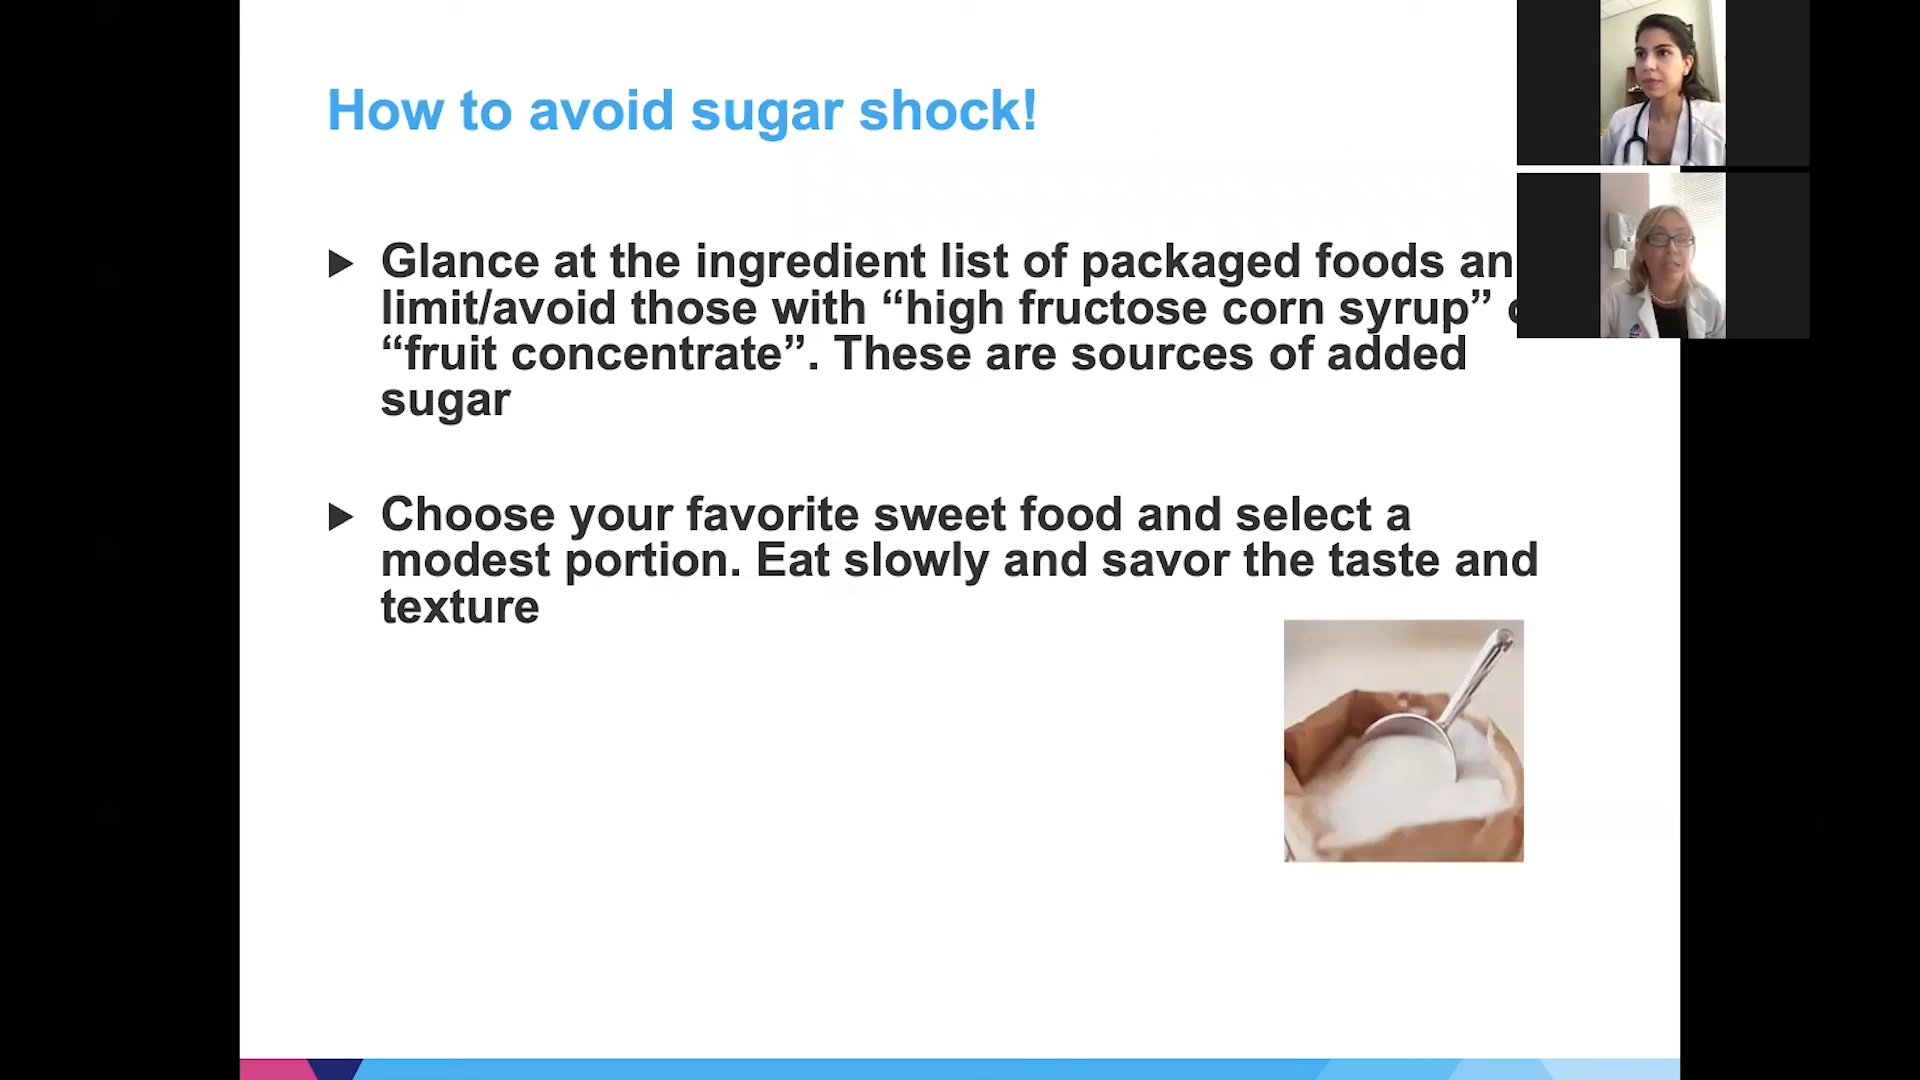 How to avoid sugar shock!
Glance at the ingredient list of packaged foods
limit/avoid those with “high fructose corn syrup”
“fruit concentrate”. These are sources of added
sugar
Choose your favorite sweet food and select a
modest portion. Eat slowly and savor the taste and
texture